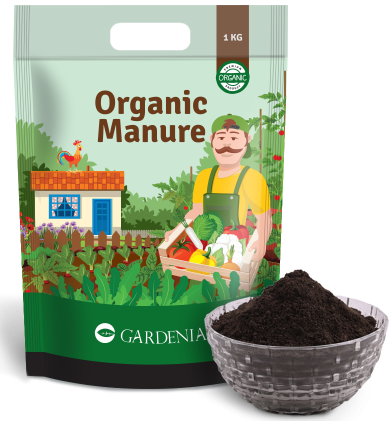 1 KG
PREMIUM
ORGANIC
PRODUCT
Organic
Manure
GARDENIA